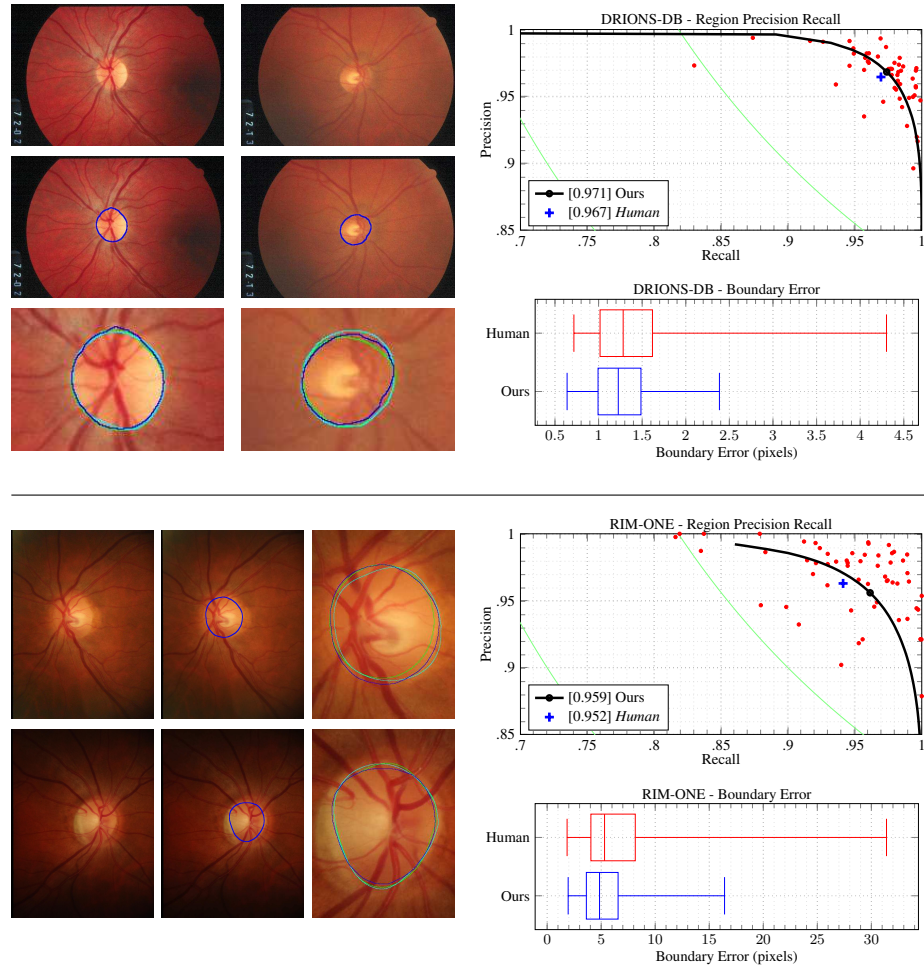 DRIONS-DB - Region Precision Recall
1
.95
.9
.85
Precision
[0.971] Ours
[0.967] Human
.7
.75
.8
.85
.9
.95
1
Recall
DRIONS-DB - Boundary Error
Human
Ours
0.5
1
1.5
2
2.5
3
3.5
4
4.5
Boundary Error (pixels)
RIM-ONE - Region Precision Recall
1
.95
.9
.85
Precision
[0.959] Ours
[0.952] Human
.7
.75
.8
.85
.9
.95
1
Recall
RIM-ONE - Boundary Error
Human
Ours
0
5
10
15
20
25
30
Boundary Error (pixels)